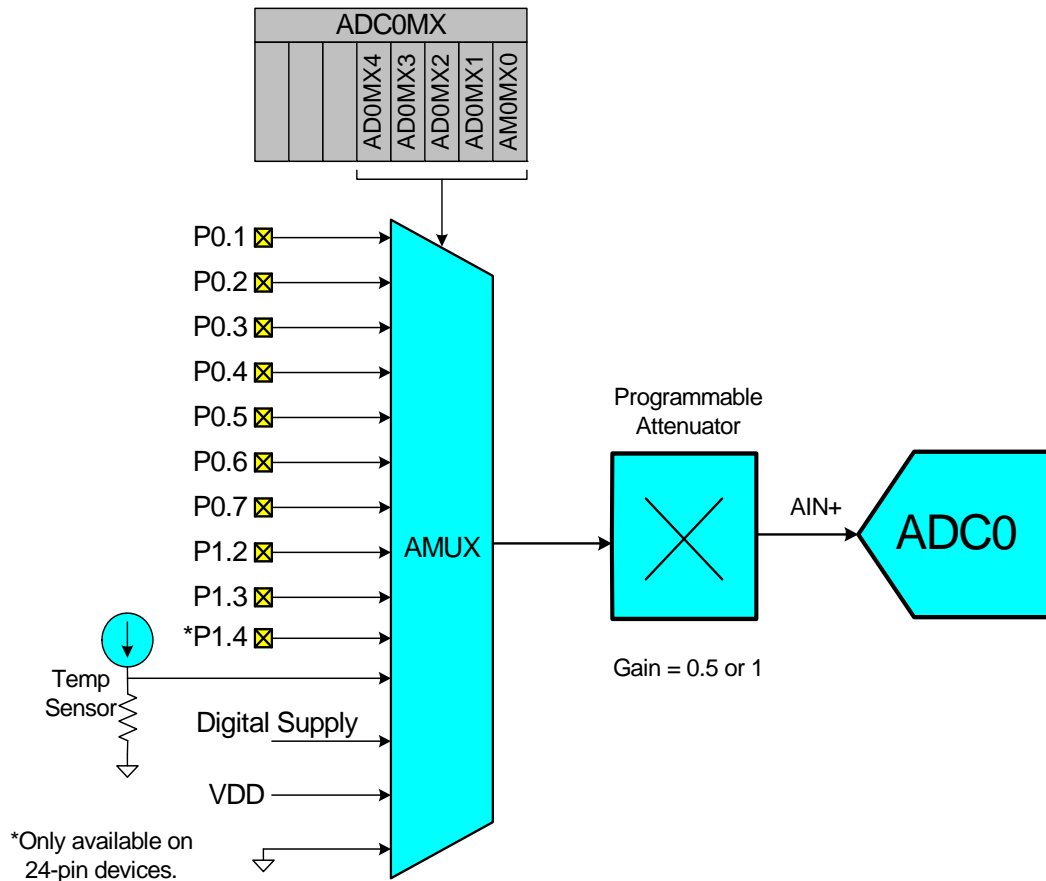 ADC0MX
AD0MX4
AD0MX3
AD0MX2
AD0MX1
AM0MX0
P0.1
P0.2
P0.3
P0.4
P0.5
P0.6
P0.7
P1.2
P1.3
*P1.4
Temp
Sensor
Digital Supply
VDD
*Only available on
24-pin devices.
AMUX
Programmable
Attenuator
Gain = 0.5 or 1
AIN+
ADC0